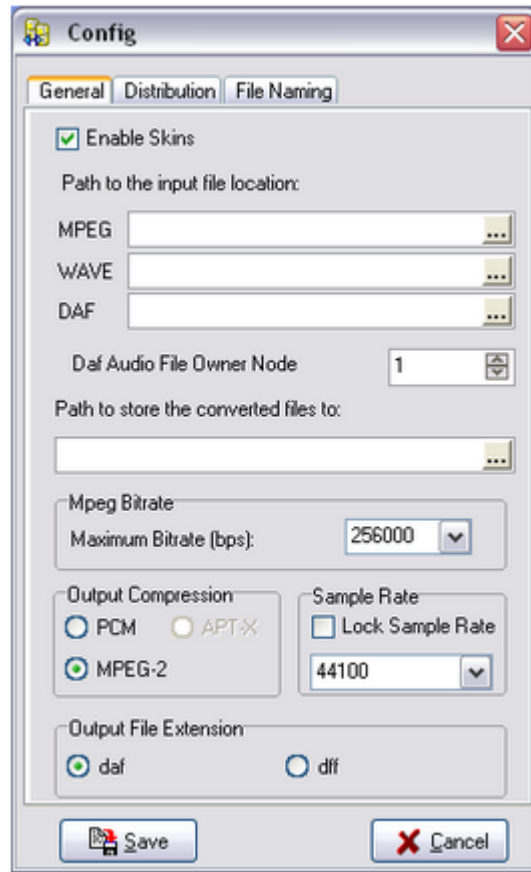 Config
General Distribution File Naming
Enable Skins
Path to the input file location:
MPEG ...
WAVE ...
DAF ...
Daf Audio File Owner Node 1
Path to store the converted files to:
...
Mpeg Bitrate
Maximum Bitrate (bps): 256000
Output Compression
PCM APT-X
MPEG-2
Sample Rate
Lock Sample Rate
44100
Output File Extension
daf dff
Save Cancel